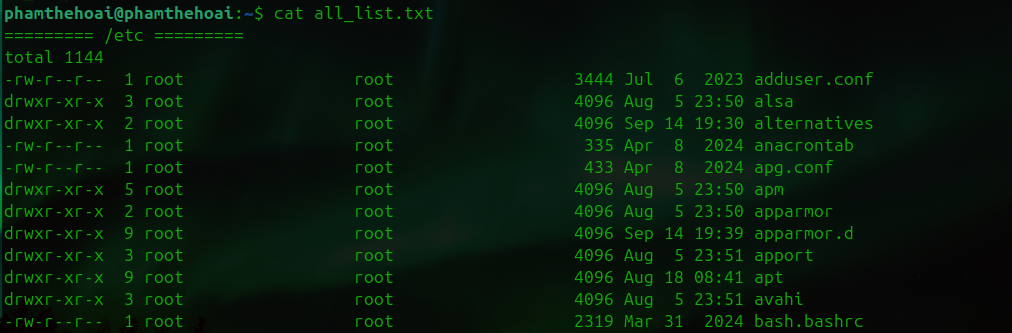 phamthehoai@phamthehoai:~$ cat all_list.txt
========= /etc =========
total 1144
-rw-r--r--  1 root                 root                  3444 Jul  6  2023 adduser.conf
drwxr-xr-x  3 root                 root                  4096 Aug  5 23:50 alsa
drwxr-xr-x  2 root                 root                  4096 Sep 14 19:30 alternatives
-rw-r--r--  1 root                 root                   335 Apr  8  2024 anacrontab
-rw-r--r--  1 root                 root                   433 Apr  8  2024 apg.conf
drwxr-xr-x  5 root                 root                  4096 Aug  5 23:50 apm
drwxr-xr-x  2 root                 root                  4096 Aug  5 23:50 apparmor
drwxr-xr-x  9 root                 root                  4096 Sep 14 19:39 apparmor.d
drwxr-xr-x  3 root                 root                  4096 Aug  5 23:51 apport
drwxr-xr-x  9 root                 root                  4096 Aug 18 08:41 apt
drwxr-xr-x  3 root                 root                  4096 Aug  5 23:51 avahi
-rw-r--r--  1 root                 root                  2319 Mar 31  2024 bash.bashrc